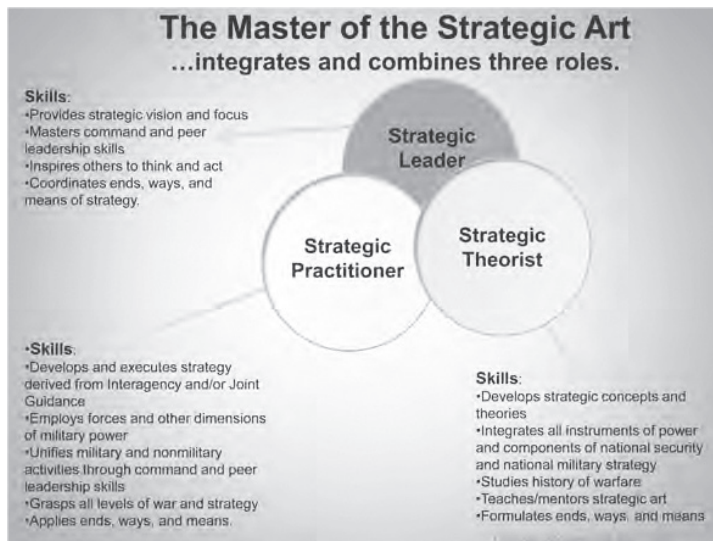 The Master of the Strategic Art
...integrates and combines three roles.
Skills:
•Provides strategic vision and focus
•Masters command and peer
leadership skills
•Inspires others to think and act
•Coordinates ends, ways, and
means of strategy.
Strategic
Leader
Strategic
Practitioner
Strategic
Theorist
•Skills:
•Develops and executes strategy
derived from Interagency and/or Joint
Guidance
•Employs forces and other dimensions
of military power
•Unifies military and nonmilitary
activities through command and peer
leadership skills
•Grasps all levels of war and strategy
•Applies ends, ways, and means.
Skills:
•Develops strategic concepts and
theories
•Integrates all instruments of power
and components of national security
and national military strategy
•Studies history of warfare
•Teaches/mentors strategic art
•Formulates ends, ways, and means